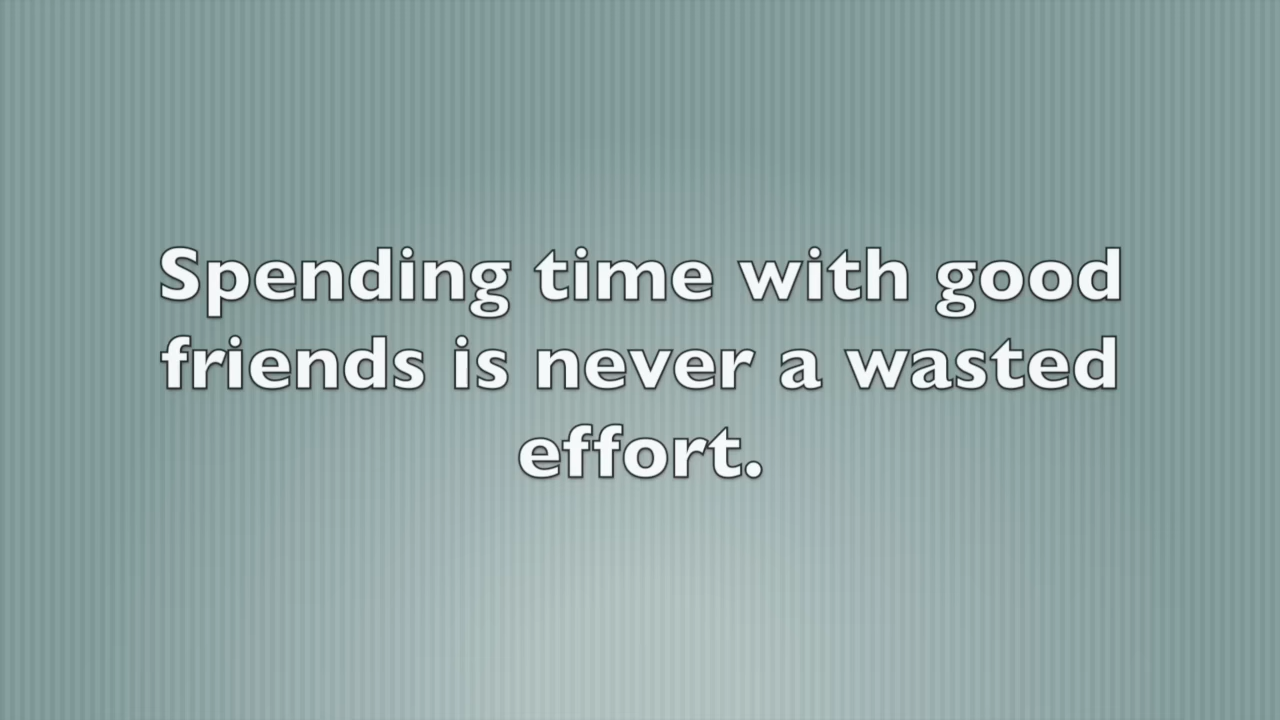 Spending time with good
friends is never a wasted
effort.